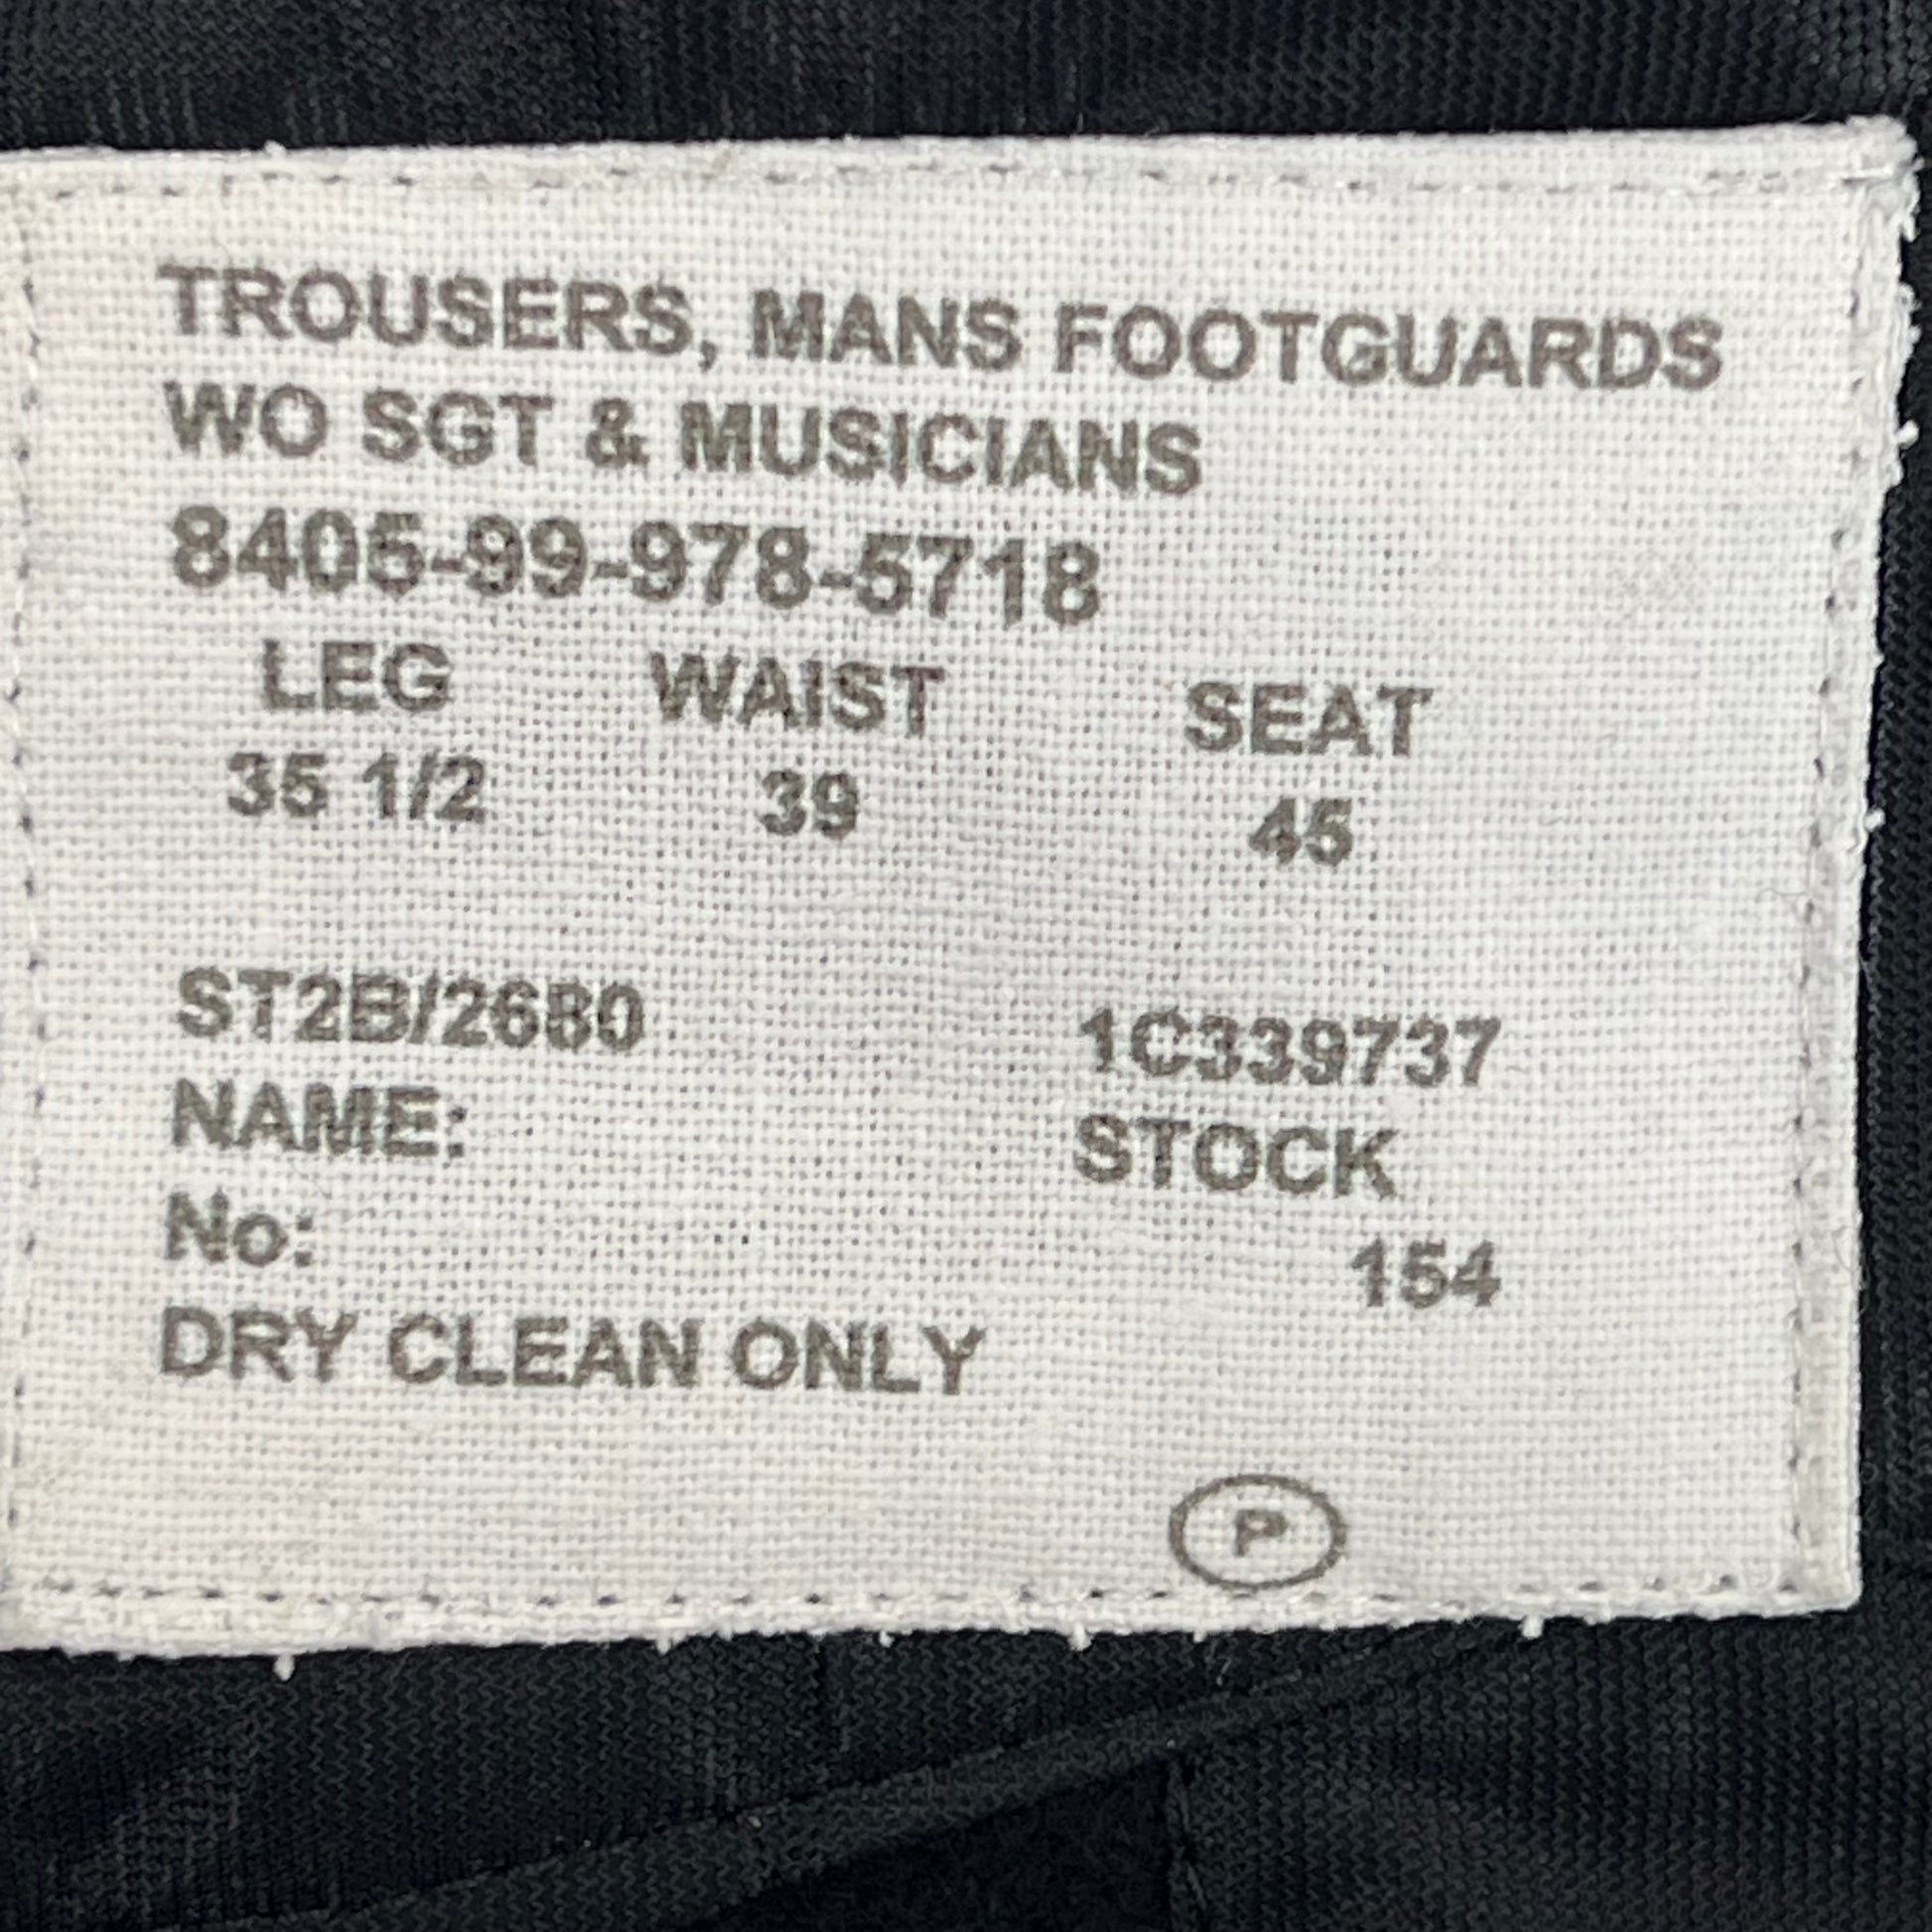 TROUSERS, MANS FOOTGUARDS
WO SGT & MUSICIANS
8405-99-978-5718
LEG WAIST SEAT
35 1/2 39 45
ST2B/2680 1C339737
NAME: STOCK
No: 154
DRY CLEAN ONLY
P